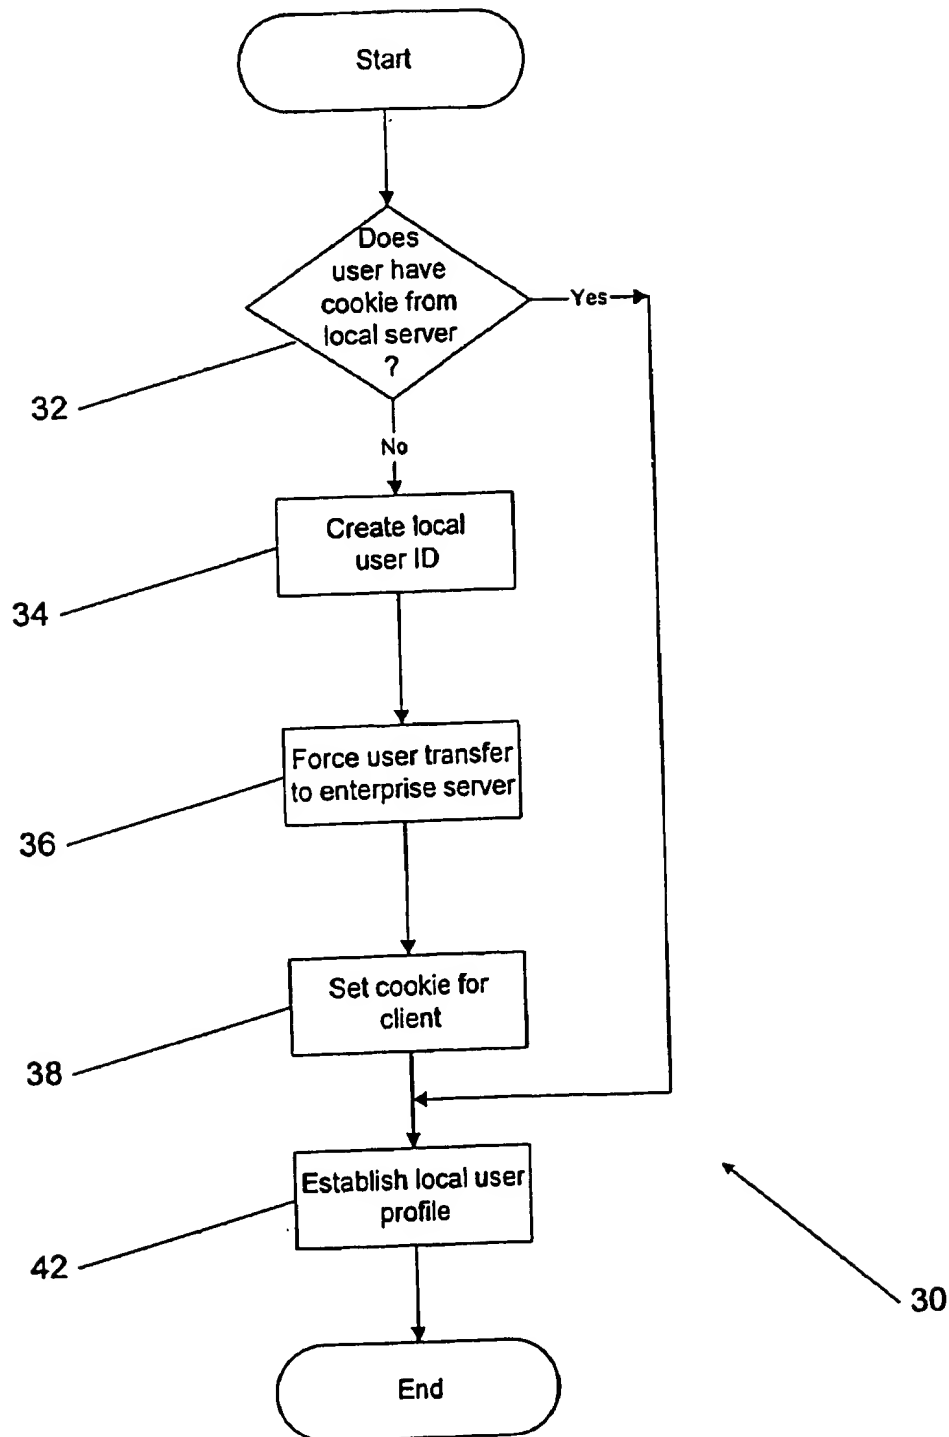 Start
Does
user have
cookie from
local server
?
Yes
32
No
Create local
user ID
34
Force user transfer
to enterprise server
36
Set cookie for
client
38
Establish local user
profile
42
30
End